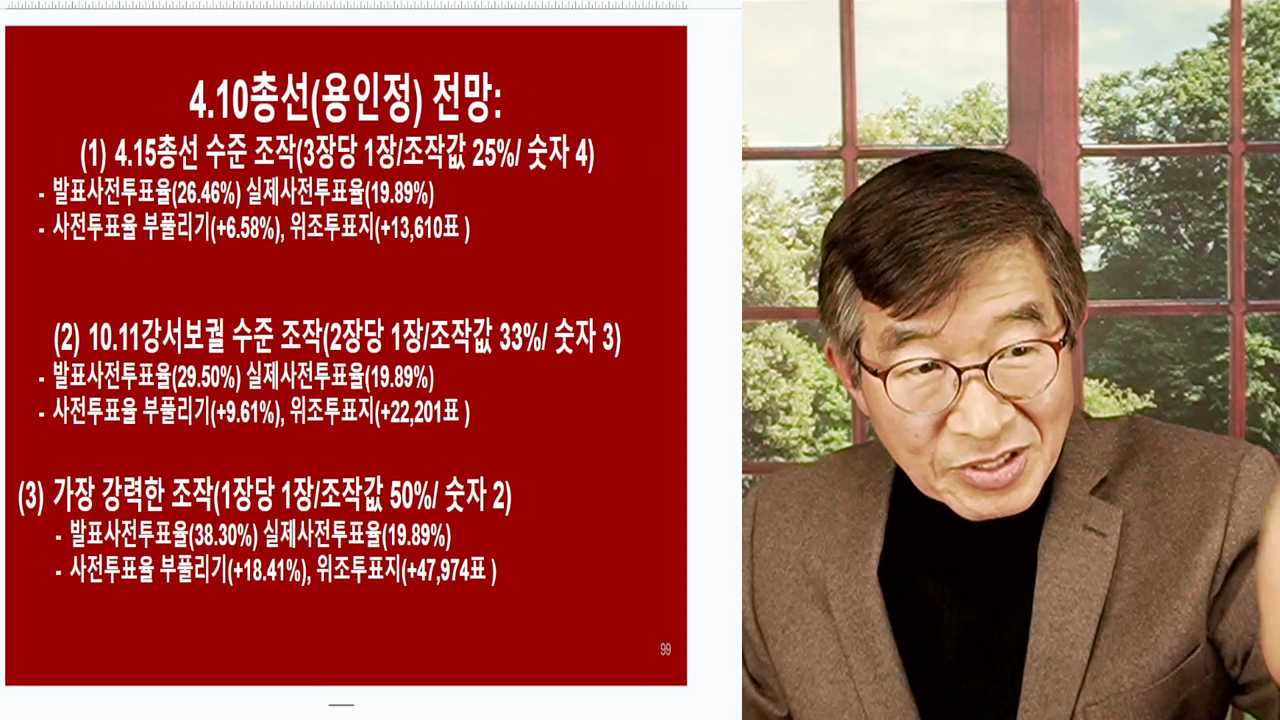 4.10총선(용인정) 전망:
(1) 4.15총선 수준 조작(3장당 1장/조작값 25%/ 숫자 4)
- 발표사전투표율(26.46%) 실제사전투표율(19.89%)
- 사전투표율 부풀리기(+6.58%), 위조투표지(+13,610표 )
(2) 10.11강서보궐 수준 조작(2장당 1장/조작값 33%/ 숫자 3)
- 발표사전투표율(29.50%) 실제사전투표율(19.89%)
- 사전투표율 부풀리기(+9.61%), 위조투표지(+22,201표 )
(3) 가장 강력한 조작(1장당 1장/조작값 50%/ 숫자 2)
- 발표사전투표율(38.30%) 실제사전투표율(19.89%)
- 사전투표율 부풀리기(+18.41%), 위조투표지(+47,974표 )
99